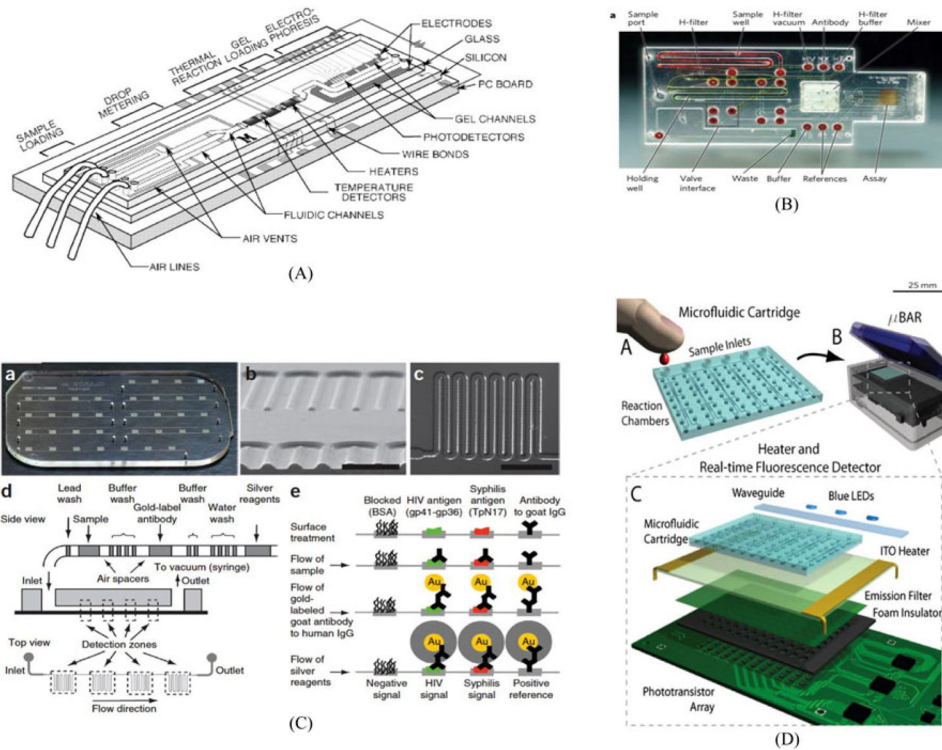 ELECTRO-
PHORESIS
GEL
LOADING
THERMAL
REACTION
DROP
METERING
SAMPLE
LOADING
ELECTRODES
GLASS
SILICON
PC BOARD
GEL CHANNELS
PHOTODETECTORS
WIRE BONDS
HEATERS
TEMPERATURE
DETECTORS
FLUIDIC CHANNELS
AIR VENTS
AIR LINES
(A)
a
Sample
port
H-filter
Sample
well
H-filter
vacuum
Antibody
H-filter
buffer
Mixer
Holding
well
Valve
interface
Waste
Buffer
References
Assay
(B)
a
b
c
d
Lead
wash
Buffer
wash
Buffer
wash
Silver
reagents
Gold-label
antibody
Water
wash
Side view
Sample
Air spacers
To vacuum (syringe)
Inlet
Outlet
Top view
Detection zones
Inlet
Outlet
Flow direction
e
Blocked
(BSA)
HIV antigen
(gp41-gp36)
Syphilis
antigen
(TpN17)
Antibody
to goat IgG
Surface
treatment
Flow of
sample
Flow of
gold-
labeled
goat antibody
to human IgG
Au Au Au
Au Au Au
Flow of
silver
reagents
Negative
signal
HIV
signal
Syphilis
signal
Positive
reference
(C)
25 mm
Microfluidic Cartridge
µBAR
A
B
Sample Inlets
Reaction
Chambers
Heater and
Real-time Fluorescence Detector
C
Waveguide
Blue LEDs
Microfluidic
Cartridge
ITO Heater
Emission Filter
Foam Insulator
Phototransistor
Array
(D)